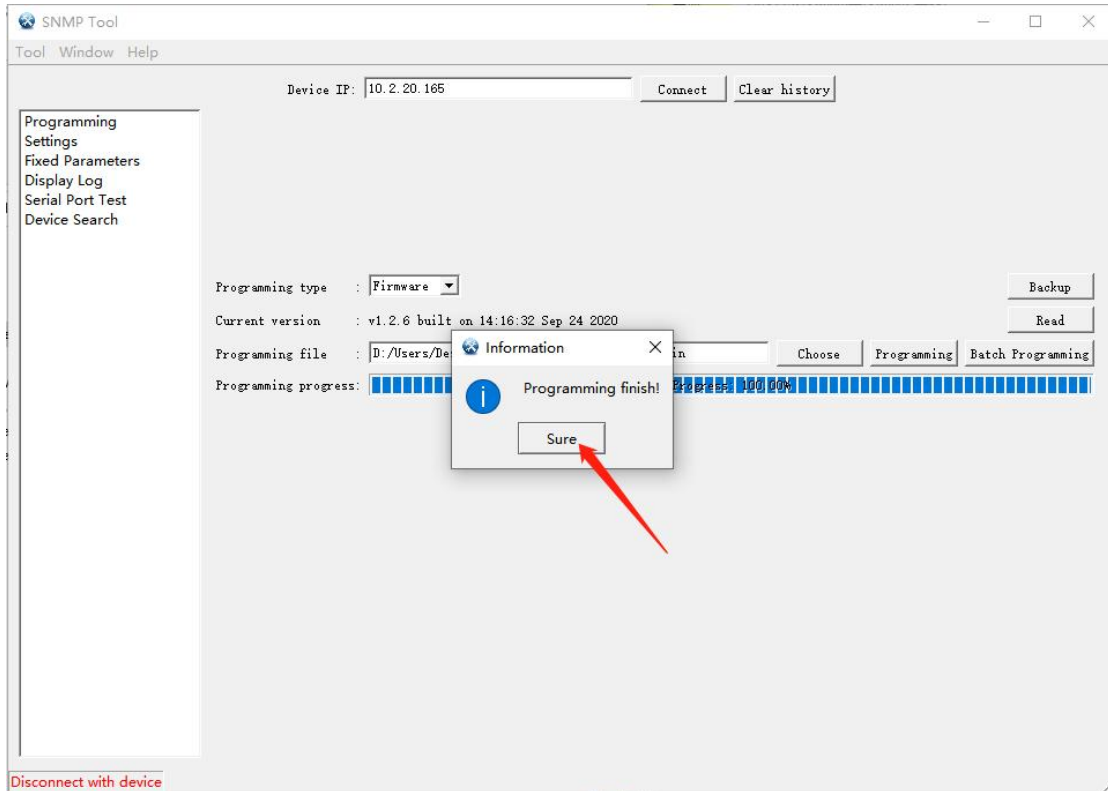 SNMP Tool
Tool Window Help
Device IP: 10.2.20.165 Connect Clear history
Programming
Settings
Fixed Parameters
Display Log
Serial Port Test
Device Search
Programming type : Firmware Backup
Current version : v1.2.6 built on 14:16:32 Sep 24 2020 Read
Programming file : D:/Users/De in Choose Programming Batch Programming
Programming progress: Progress: 100.00%
Information
Programming finish!
Sure
Disconnect with device